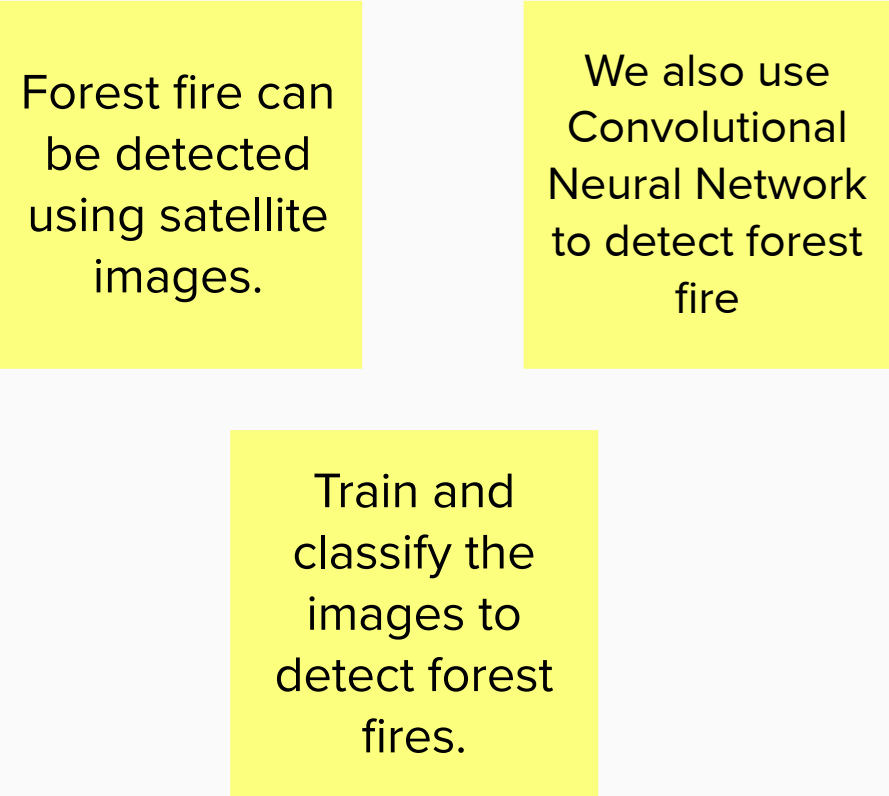 Forest fire can
be detected
using satellite
images.
We also use
Convolutional
Neural Network
to detect forest
fire
Train and
classify the
images to
detect forest
fires.